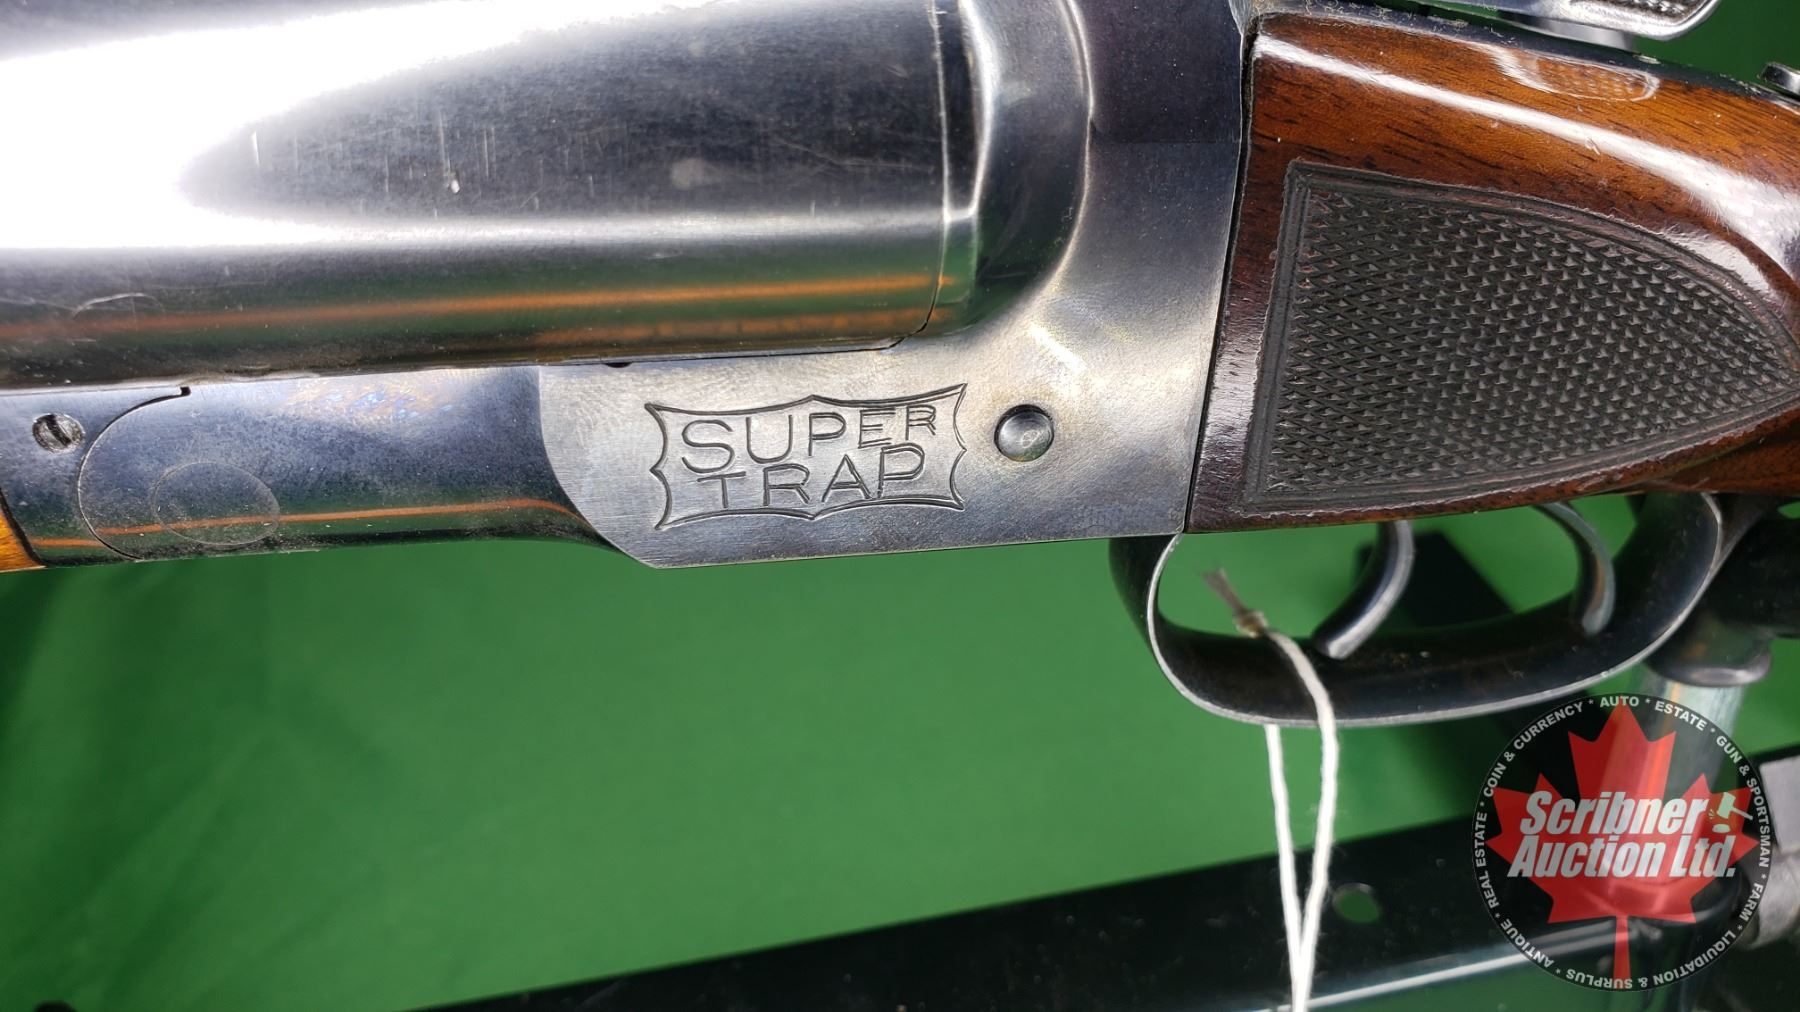 SUPER
TRAP
Scribner
Auction Ltd.
* AUTO * ESTATE * GUN & SPORTSMAN * FARM * LIQUIDATION & SURPLUS * ANTIQUE * REAL ESTATE * COIN & CURRENCY